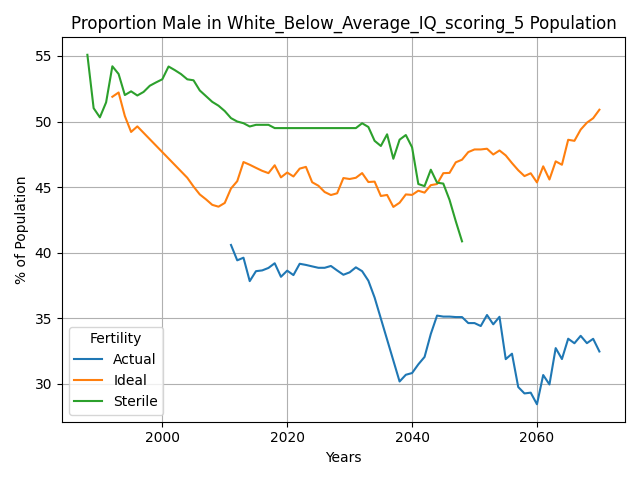 Proportion Male in White_Below_Average_IQ_scoring_5 Population
% of Population
55
50
45
40
35
30
Fertility
Actual
Ideal
Sterile
2000
2020
2040
2060
Years